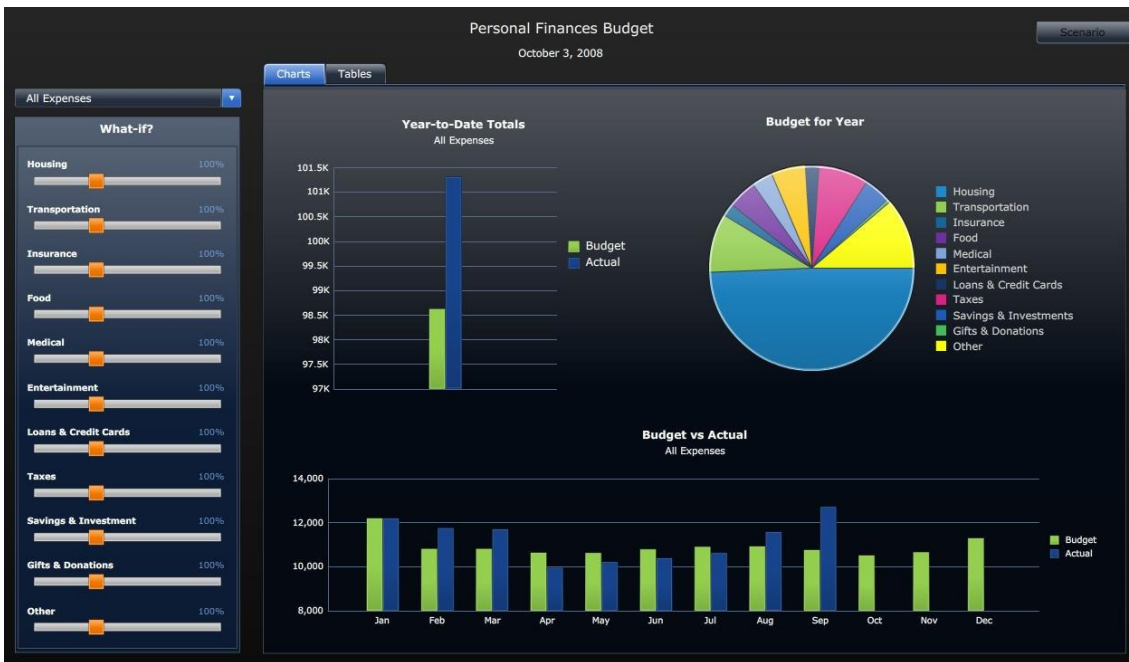 Personal Finances Budget
October 3, 2008
Scenario
Charts
Tables
All Expenses
What-if?
Housing 100%
Transportation 100%
Insurance 100%
Food 100%
Medical 100%
Entertainment 100%
Loans & Credit Cards 100%
Taxes 100%
Savings & Investment 100%
Gifts & Donations 100%
Other 100%
Year-to-Date Totals
All Expenses
101.5K
101K
100.5K
100K
99.5K
99K
98.5K
98K
97.5K
97K
Budget
Actual
Budget for Year
Housing
Transportation
Insurance
Food
Medical
Entertainment
Loans & Credit Cards
Taxes
Savings & Investments
Gifts & Donations
Other
Budget vs Actual
All Expenses
14,000
12,000
10,000
8,000
Jan Feb Mar Apr May Jun Jul Aug Sep Oct Nov Dec
Budget
Actual